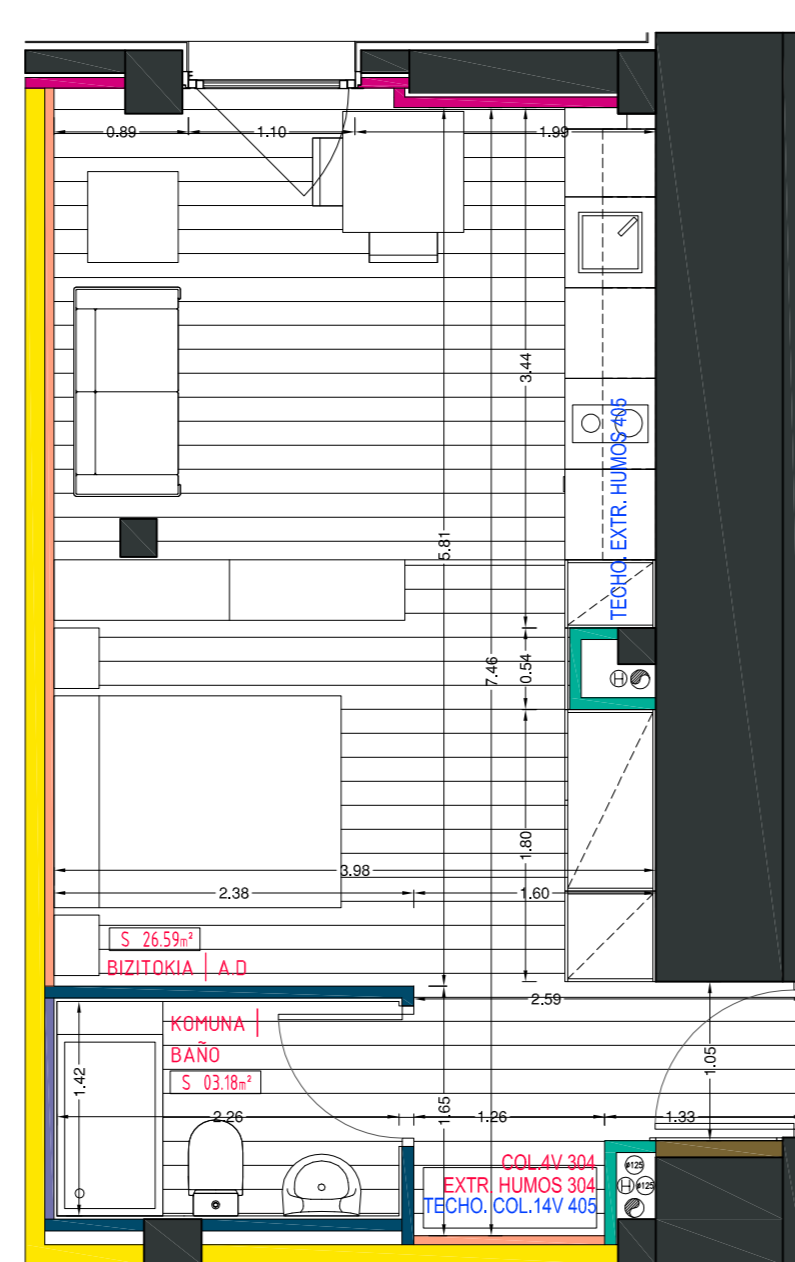 0.89 1.10 1.99
3.44
TECHO. EXTR. HUMOS 405
5.81
7.46
0.54
1.80
3.98
2.38 1.60
S 26.59m²
BIZITOKIA | A.D
2.59
KOMUNA |
BAÑO
S 03.18m²
1.42
1.05
2.26 1.65 1.26 1.33
COL.4V 304
EXTR. HUMOS 304
TECHO. COL.14V 405
H
ø125
H ø125